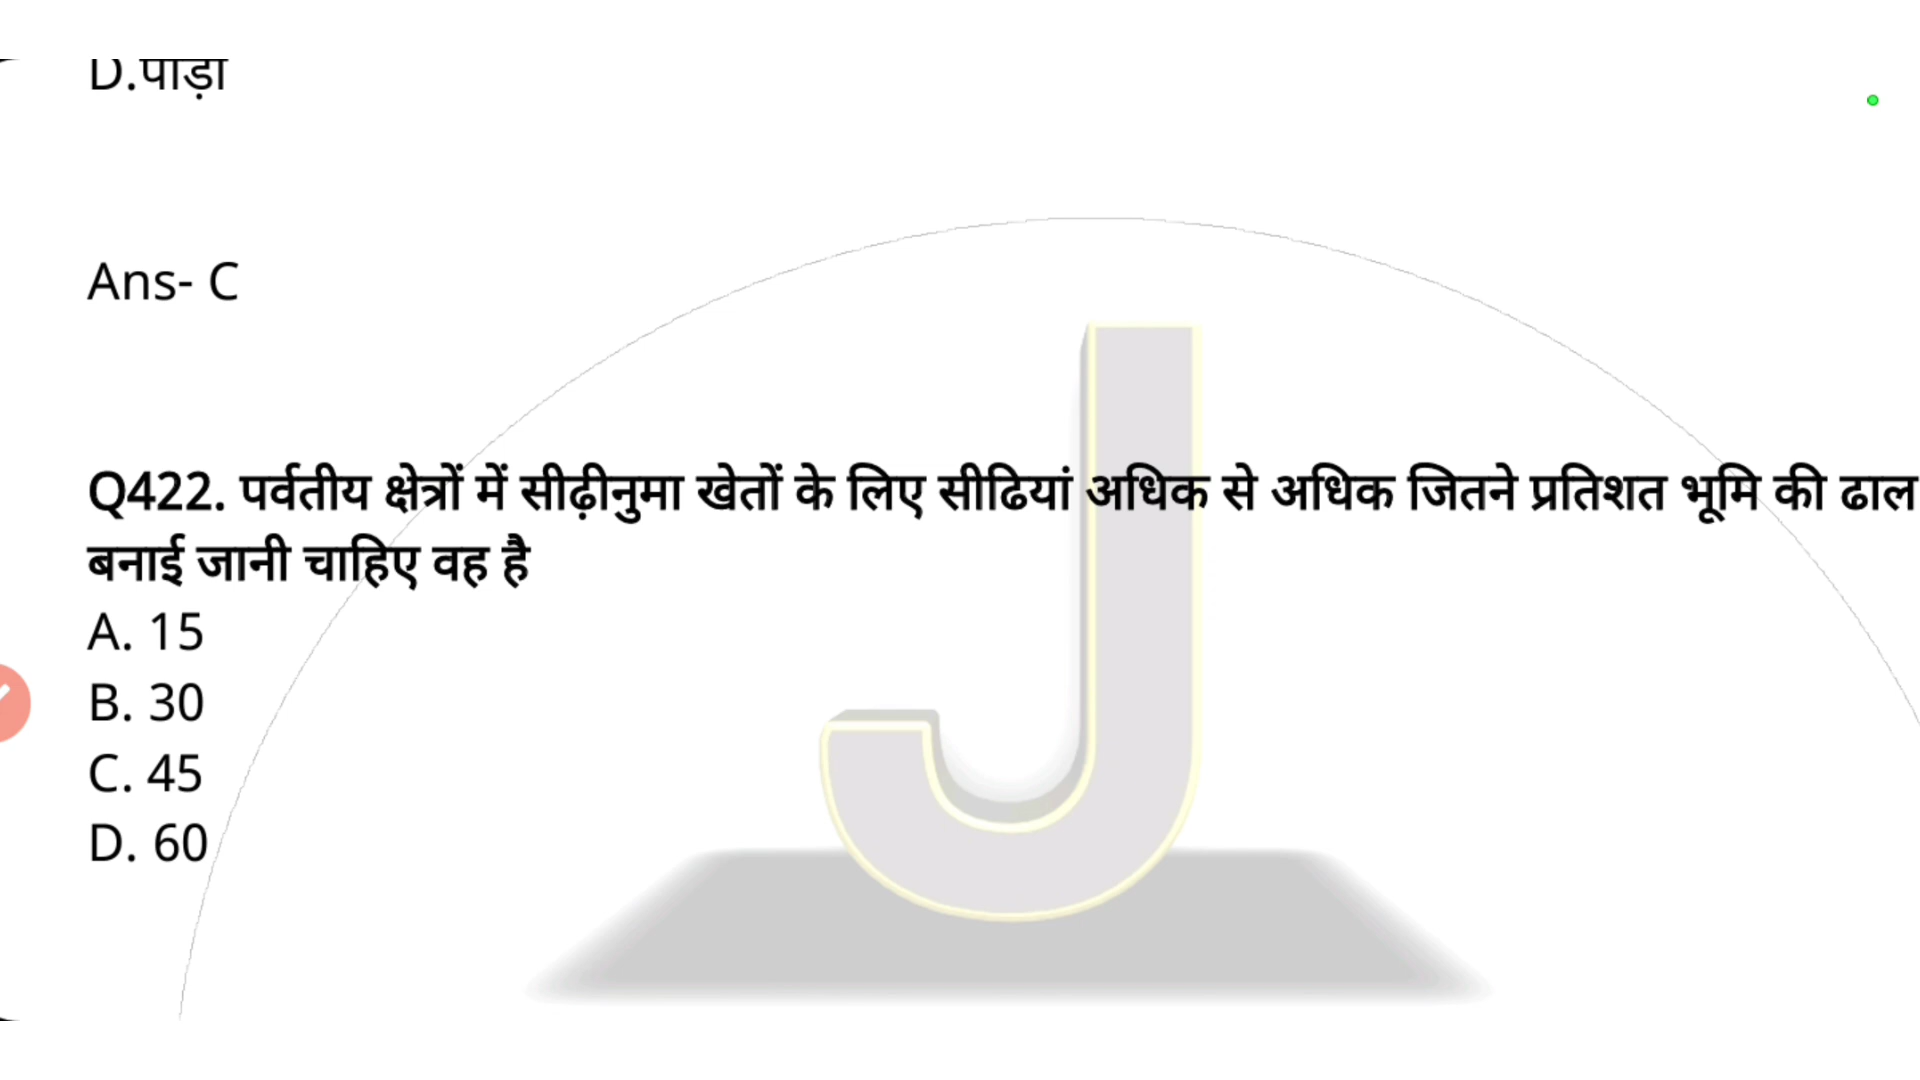 D.पाड़ा
Ans- C
Q422. पर्वतीय क्षेत्रों में सीढ़ीनुमा खेतों के लिए सीढियां अधिक से अधिक जितने प्रतिशत भूमि की ढाल
बनाई जानी चाहिए वह है
A. 15
B. 30
C. 45
D. 60
J